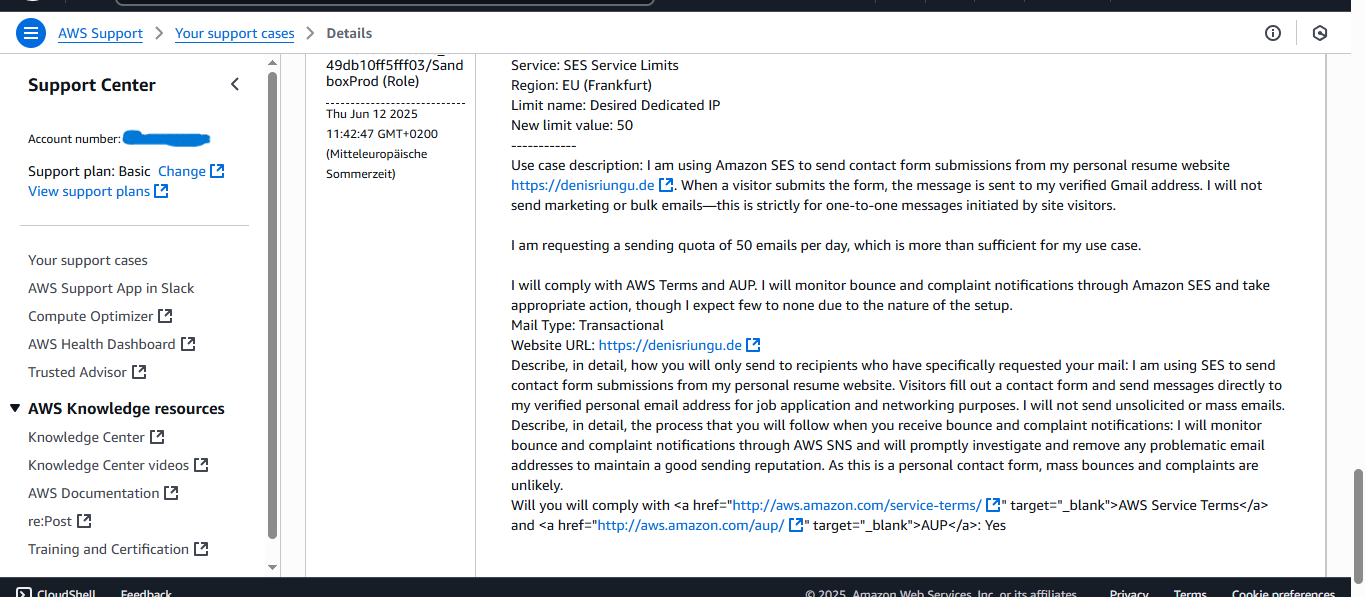 AWS Support
Your support cases
Details
Support Center
Account number:
Support plan: Basic Change
View support plans
Your support cases
AWS Support App in Slack
Compute Optimizer
AWS Health Dashboard
Trusted Advisor
AWS Knowledge resources
Knowledge Center
Knowledge Center videos
AWS Documentation
re:Post
Training and Certification
49db10ff5fff03/Sand
boxProd (Role)
Thu Jun 12 2025
11:42:47 GMT+0200
(Mitteleuropäische
Sommerzeit)
Service: SES Service Limits
Region: EU (Frankfurt)
Limit name: Desired Dedicated IP
New limit value: 50
------------
Use case description: I am using Amazon SES to send contact form submissions from my personal resume website
https://denisriungu.de . When a visitor submits the form, the message is sent to my verified Gmail address. I will not
send marketing or bulk emails—this is strictly for one-to-one messages initiated by site visitors.
I am requesting a sending quota of 50 emails per day, which is more than sufficient for my use case.
I will comply with AWS Terms and AUP. I will monitor bounce and complaint notifications through Amazon SES and take
appropriate action, though I expect few to none due to the nature of the setup.
Mail Type: Transactional
Website URL: https://denisriungu.de
Describe, in detail, how you will only send to recipients who have specifically requested your mail: I am using SES to send
contact form submissions from my personal resume website. Visitors fill out a contact form and send messages directly to
my verified personal email address for job application and networking purposes. I will not send unsolicited or mass emails.
Describe, in detail, the process that you will follow when you receive bounce and complaint notifications: I will monitor
bounce and complaint notifications through AWS SNS and will promptly investigate and remove any problematic email
addresses to maintain a good sending reputation. As this is a personal contact form, mass bounces and complaints are
unlikely.
Will you will comply with <a href="http://aws.amazon.com/service-terms/ " target="_blank">AWS Service Terms</a>
and <a href="http://aws.amazon.com/aup/ " target="_blank">AUP</a>: Yes
CloudShell
Feedback
© 2025, Amazon Web Services, Inc. or its affiliates.
Privacy
Terms
Cookie preferences